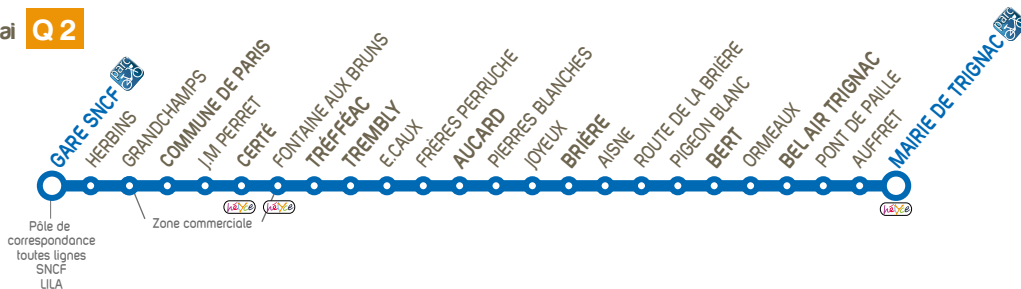 ai Q 2
GARE SNCF
parc
HERBINS
GRANDCHAMPS
COMMUNE DE PARIS
J.M PERRET
CERTÉ
FONTAINE AUX BRUNS
TRÉFFÉAC
TREMBLY
E.CAUX
FRÈRES PERRUCHE
AUCARD
PIERRES BLANCHES
JOYEUX
BRIÈRE
AISNE
ROUTE DE LA BRIÈRE
PIGEON BLANC
BERT
ORMEAUX
BEL AIR TRIGNAC
PONT DE PAILLE
AUFFRET
MAIRIE DE TRIGNAC
parc
hélYce
hélYce
hélYce
Pôle de
correspondance
toutes lignes
SNCF
LILA
Zone commerciale